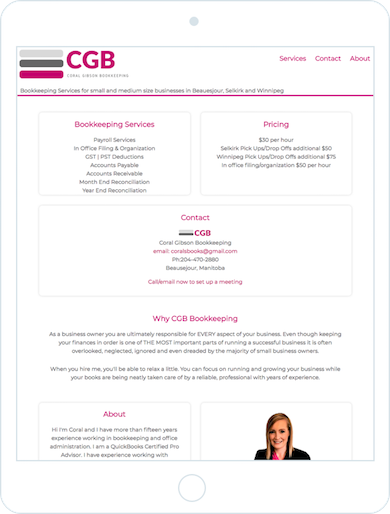 CGB
CORAL GIBSON BOOKKEEPING
Services Contact About
Bookkeeping Services for small and medium size businesses in Beauesjour, Selkirk and Winnipeg
Bookkeeping Services
Payroll Services
In Office Filing & Organization
GST | PST Deductions
Accounts Payable
Accounts Receivable
Month End Reconciliation
Year End Reconciliation
Pricing
$30 per hour
Selkirk Pick Ups/Drop Offs additional $50
Winnipeg Pick Ups/Drop Offs additional $75
In office filing/organization $50 per hour
Contact
CGB
Coral Gibson Bookkeeping
email: coralsbooks@gmail.com
Ph:204-470-2880
Beausejour, Manitoba
Call/email now to set up a meeting
Why CGB Bookkeeping
As a business owner you are ultimately responsible for EVERY aspect of your business. Even though keeping
your finances in order is one of THE MOST important parts of running a successful business it is often
overlooked, neglected, ignored and even dreaded by the majority of small business owners.
When you hire me, you'll be able to relax a little. You can focus on running and growing your business while
your books are being neatly taken care of by a reliable, professional with years of experience.
About
Hi I'm Coral and I have more than fifteen years
experience working in bookkeeping and office
administration. I am a QuickBooks Certified Pro
Advisor. I have experience working with